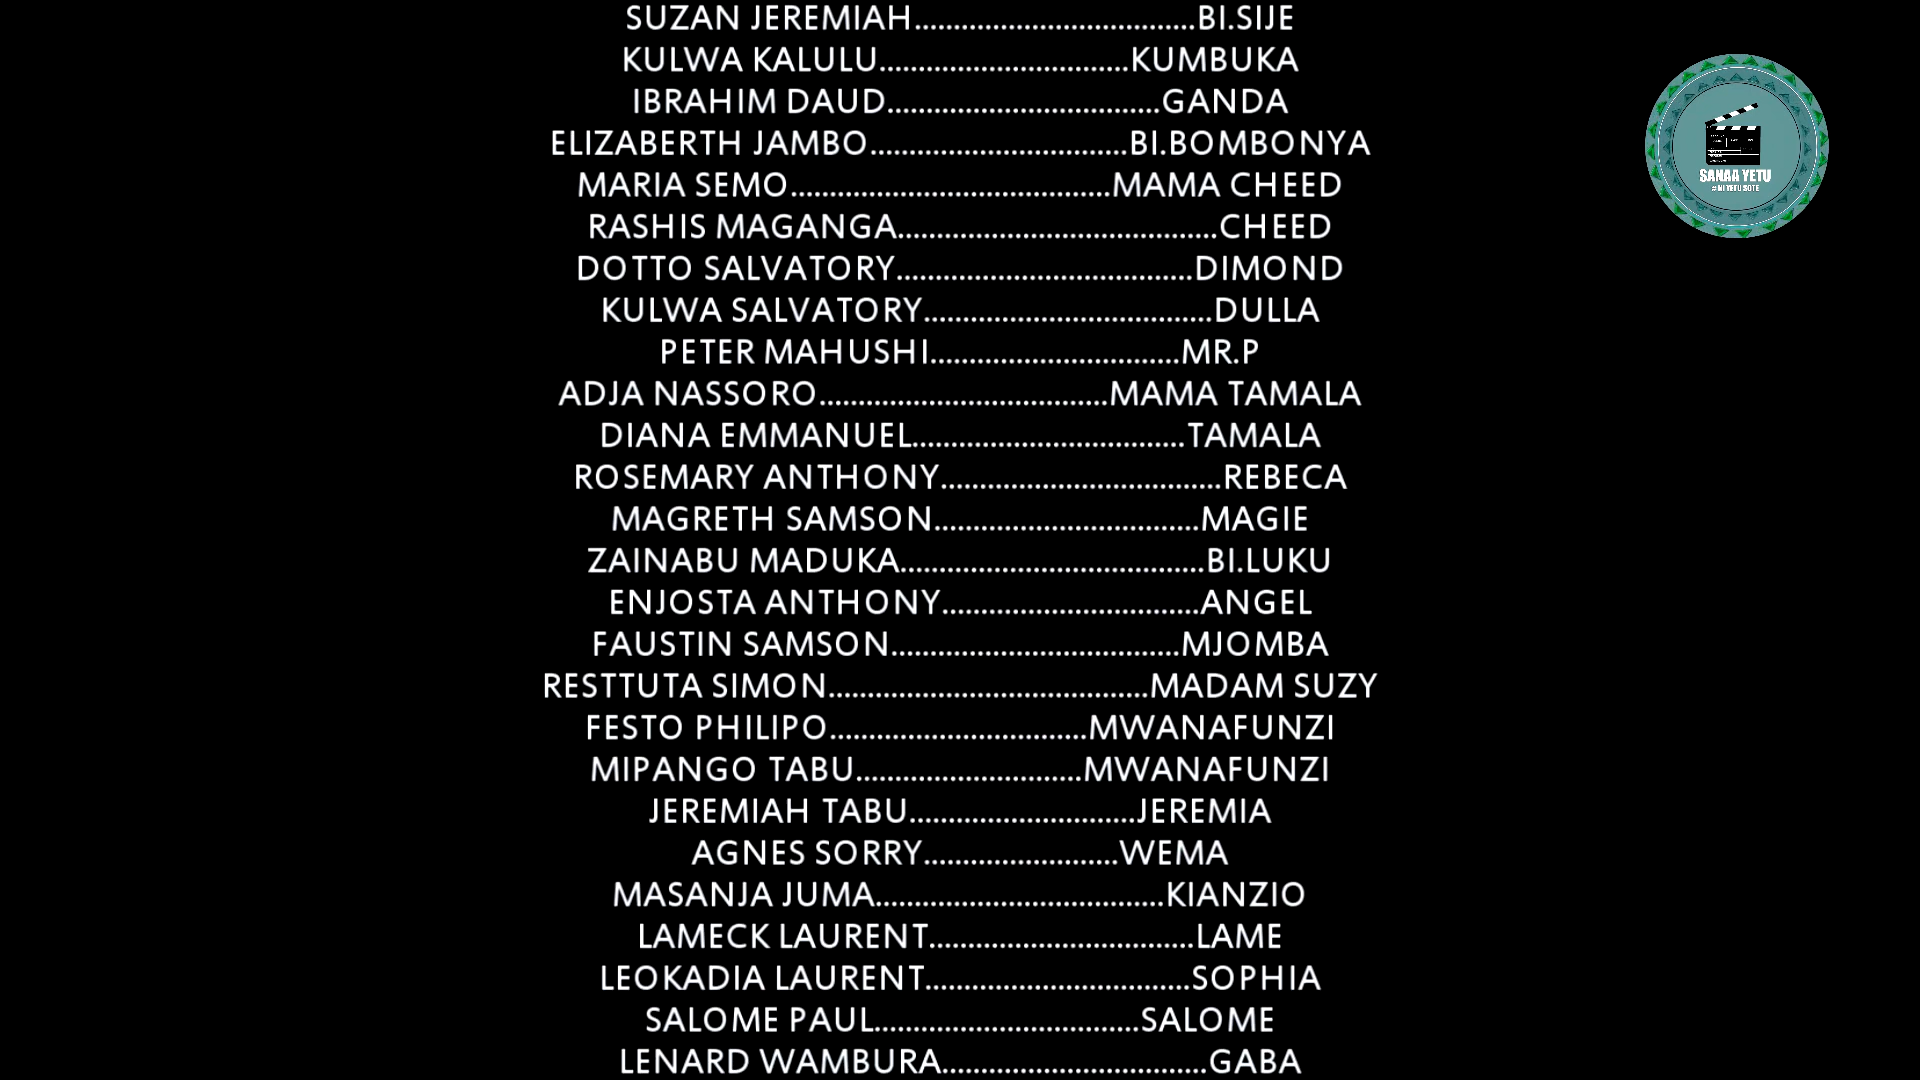 SUZAN JEREMIAH....................................BI.SIJE
KULWA KALULU................................KUMBUKA
IBRAHIM DAUD...................................GANDA
ELIZABERTH JAMBO.................................BI.BOMBONYA
MARIA SEMO.........................................MAMA CHEED
RASHIS MAGANGA.........................................CHEED
DOTTO SALVATORY......................................DIMOND
KULWA SALVATORY.....................................DULLA
PETER MAHUSHI................................MR.P
ADJA NASSORO.....................................MAMA TAMALA
DIANA EMMANUEL...................................TAMALA
ROSEMARY ANTHONY....................................REBECA
MAGRETH SAMSON..................................MAGIE
ZAINABU MADUKA.......................................BI.LUKU
ENJOSTA ANTHONY.................................ANGEL
FAUSTIN SAMSON.....................................MJOMBA
RESTTUTA SIMON.........................................MADAM SUZY
FESTO PHILIPO.................................MWANAFUNZI
MIPANGO TABU.............................MWANAFUNZI
JEREMIAH TABU.............................JEREMIA
AGNES SORRY.........................WEMA
MASANJA JUMA.....................................KIANZIO
LAMECK LAURENT..................................LAME
LEOKADIA LAURENT..................................SOPHIA
SALOME PAUL..................................SALOME
LENARD WAMBURA..................................GABA
SANAA YETU
#NI YETU SOTE